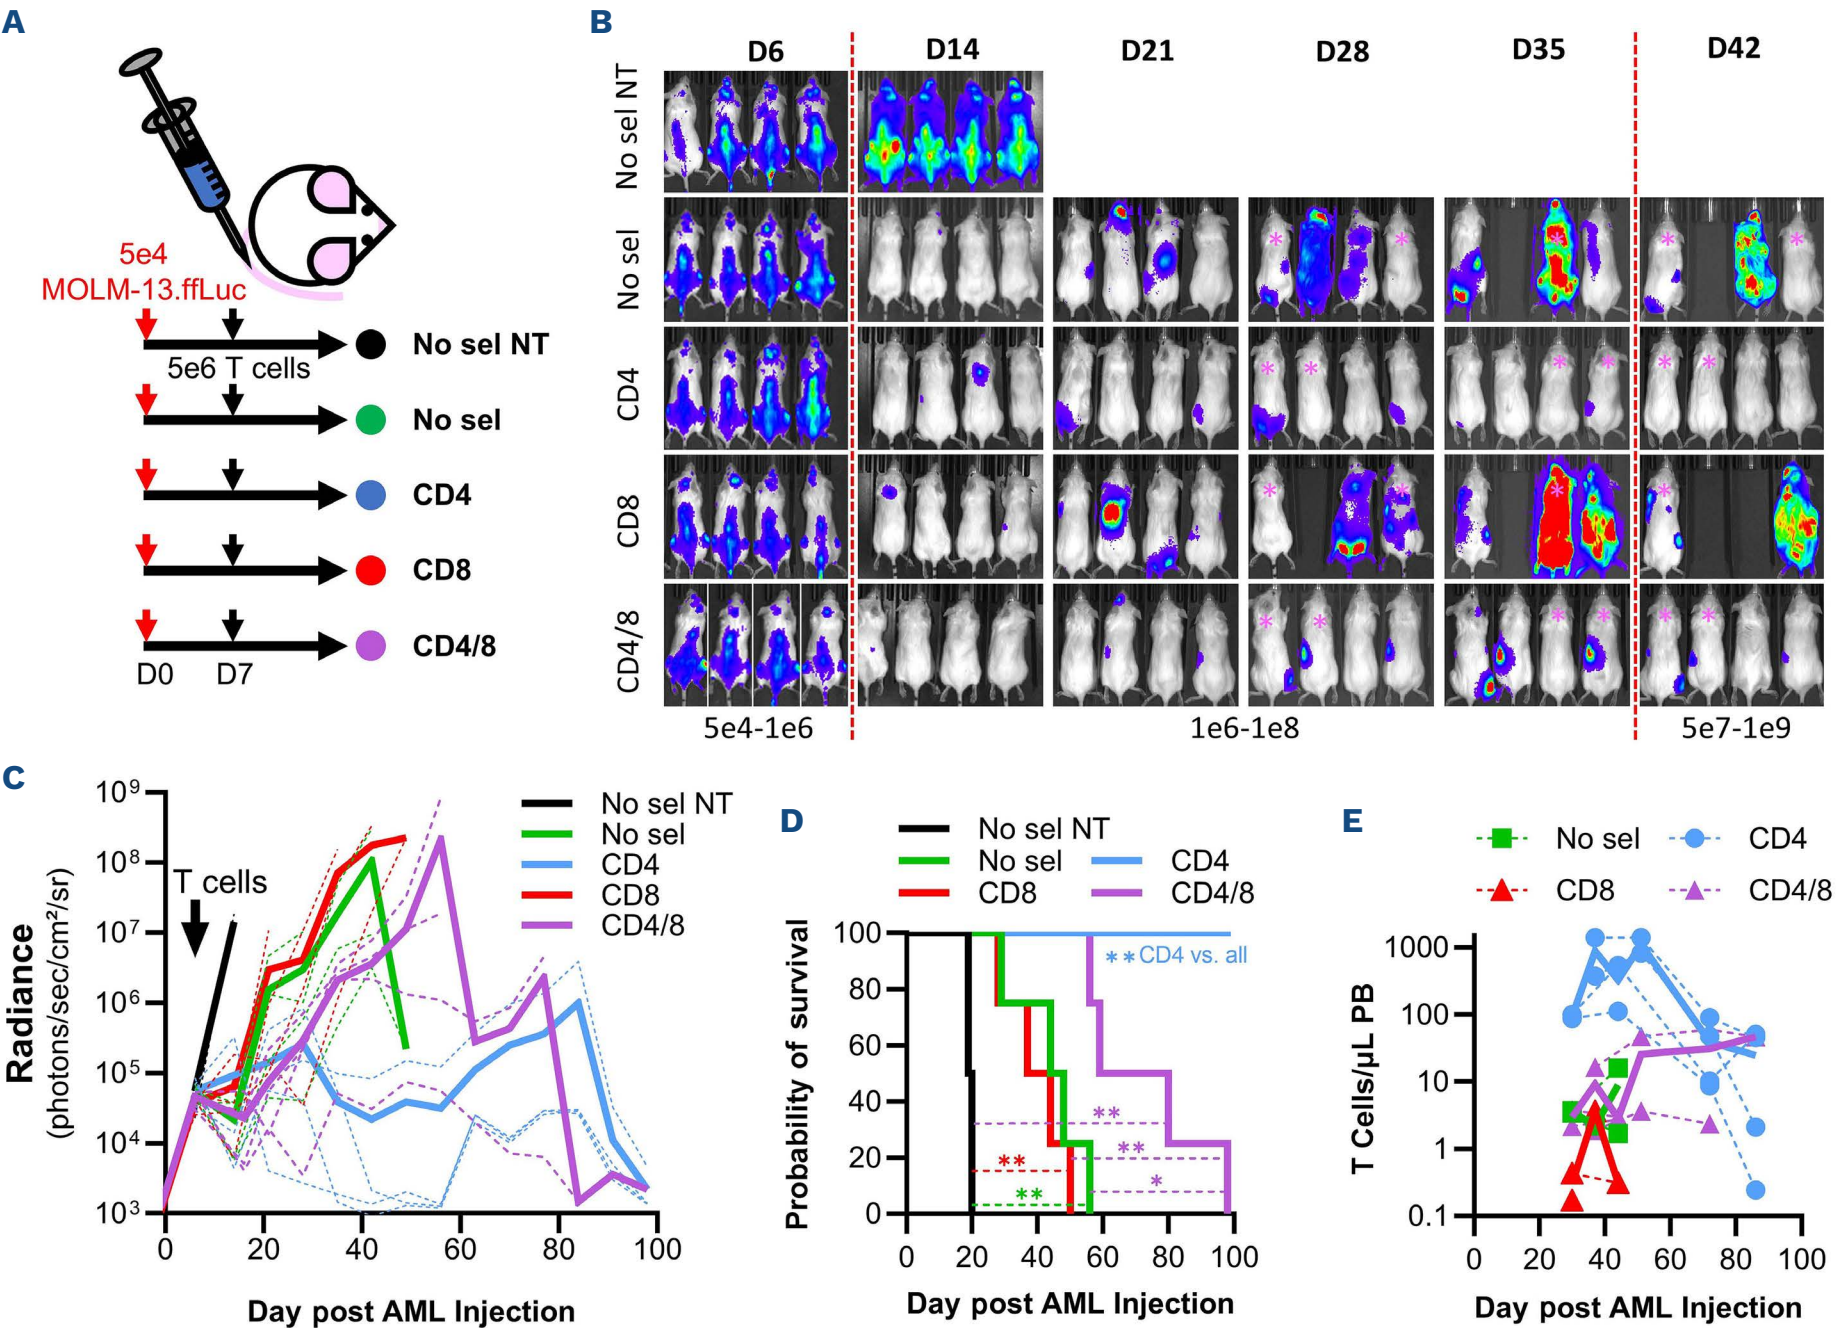 A
5e4
MOLM-13.ffLuc
No sel NT
5e6 T cells
No sel
CD4
CD8
CD4/8
D0 D7
B
D6 D14 D21 D28 D35 D42
No sel NT
No sel
* * * * *
CD4
* * * * * *
CD8
* * * *
CD4/8
* * * * * *
5e4-1e6 1e6-1e8 5e7-1e9
C
Radiance
(photons/sec/cm²/sr)
10⁹
10⁸
10⁷
10⁶
10⁵
10⁴
10³
T cells
No sel NT
No sel
CD4
CD8
CD4/8
0 20 40 60 80 100
Day post AML Injection
D
No sel NT
No sel CD4
CD8 CD4/8
Probability of survival
100
80
60
40
20
0
** CD4 vs. all
**
**
**
*
**
0 20 40 60 80 100
Day post AML Injection
E
No sel CD4
CD8 CD4/8
T Cells/µL PB
1000
100
10
1
0.1
0 20 40 60 80 100
Day post AML Injection